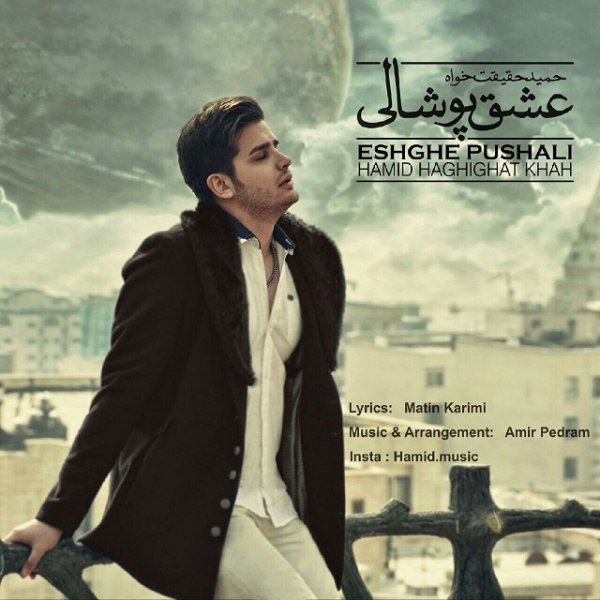 حمید حقیقت خواه
عشق پوشالی
ESHGHE PUSHALI
HAMID HAGHIGHAT KHAH
Lyrics: Matin Karimi
Music & Arrangement: Amir Pedram
Insta : Hamid.music